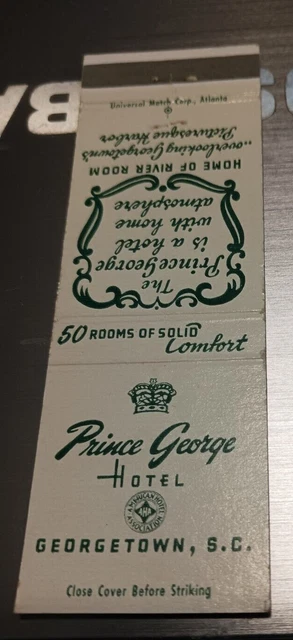 Universal Match Corp., Atlanta
The
Prince George
is a hotel
with home
atmosphere
HOME OF RIVER ROOM
...overlooking Georgetown's
Picturesque Harbor
50 ROOMS OF SOLID
Comfort
Prince George
HOTEL
AMERICAN HOTEL
AHA
ASSOCIATION
GEORGETOWN, S.C.
Close Cover Before Striking